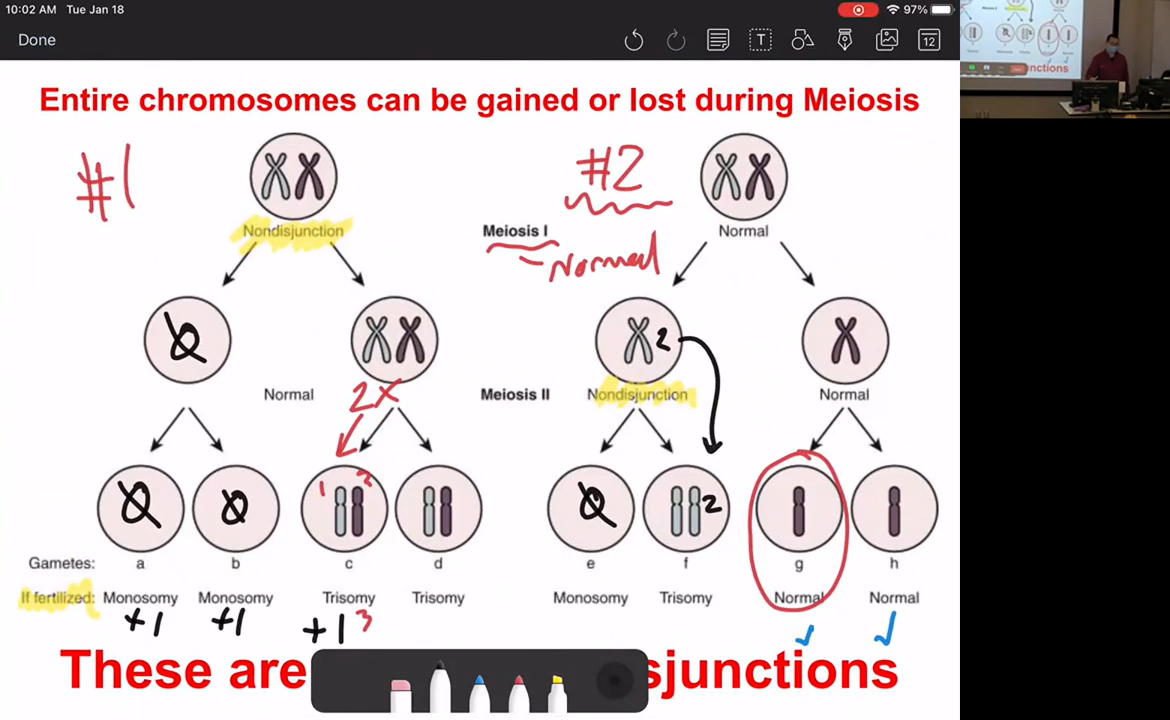 10:02 AM Tue Jan 18 97%
Done T 12
Entire chromosomes can be gained or lost during Meiosis
#1 #2
Nondisjunction Meiosis I Normal
- Normal
2
Normal Meiosis II Nondisjunction Normal
2X
1 2 2
Gametes: a b c d e f g h
If fertilized: Monosomy Monosomy Trisomy Trisomy Monosomy Trisomy Normal Normal
+1 +1 +1 3
These are sjunctions
nctions